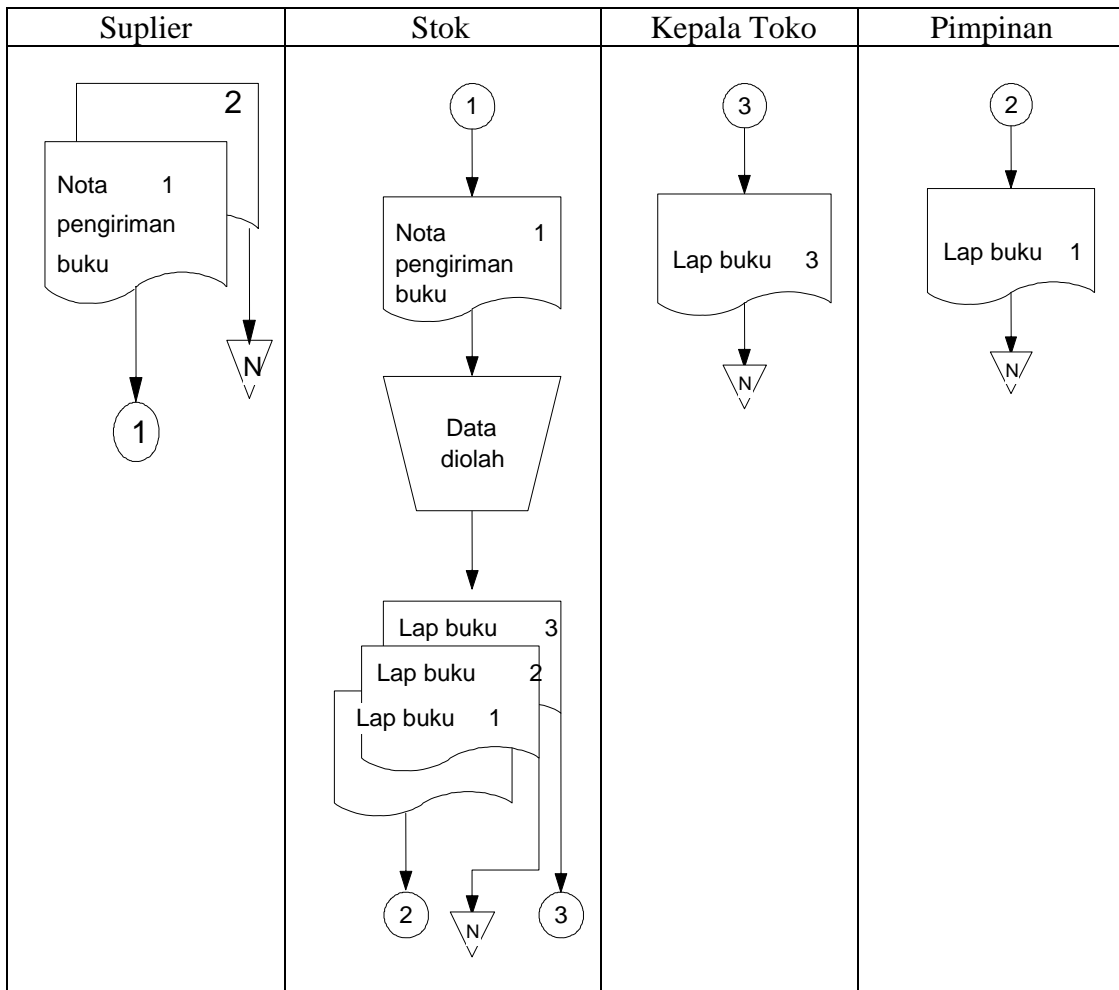 Suplier
Stok
Kepala Toko
Pimpinan
2
Nota 1
pengiriman
buku
N
1
1
Nota 1
pengiriman
buku
Data
diolah
Lap buku 3
Lap buku 2
Lap buku 1
2
N
3
3
Lap buku 3
N
2
Lap buku 1
N